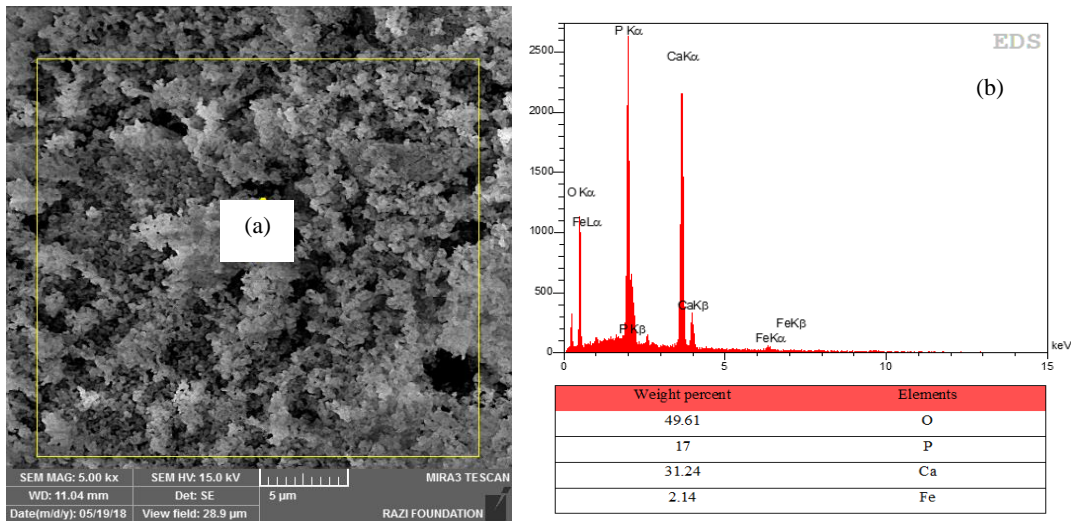 (a)
SEM MAG: 5.00 kx SEM HV: 15.0 kV MIRA3 TESCAN
WD: 11.04 mm Det: SE 5 µm
Date(m/d/y): 05/19/18 View field: 28.9 µm RAZI FOUNDATION
EDS
(b)
P Kα
CaKα
O Kα
FeLα
CaKβ
P Kβ
FeKβ
FeKα
2500
2000
1500
1000
500
0
0 5 10 15 keV
Weight percent Elements
49.61 O
17 P
31.24 Ca
2.14 Fe